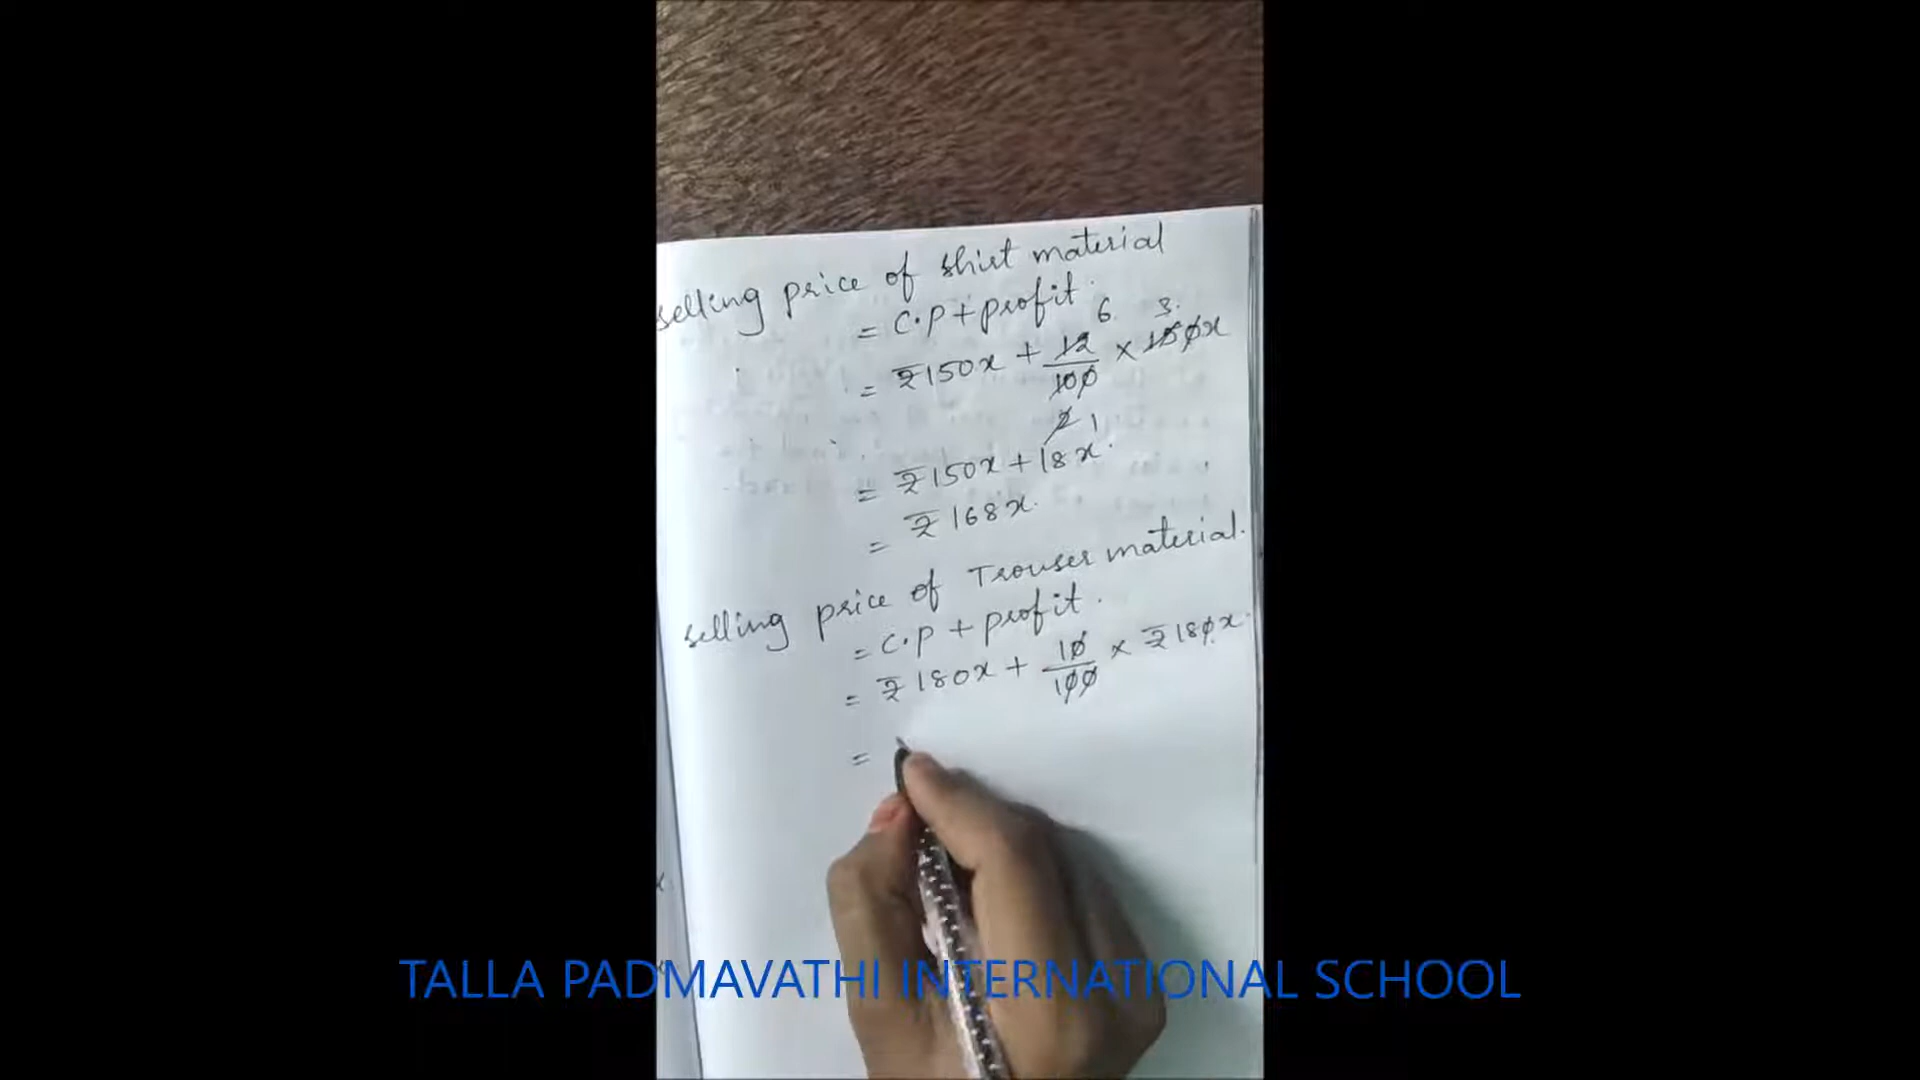 selling price of shirt material
= C.P + profit.
= ₹150x + 12/100 × 150x
6 3.
2 1
= ₹150x + 18x.
= ₹168x.
selling price of Trouser material.
= C.P + profit.
= ₹180x + 10/100 × ₹180x.
=
TALLA PADMAVATHI INTERNATIONAL SCHOOL